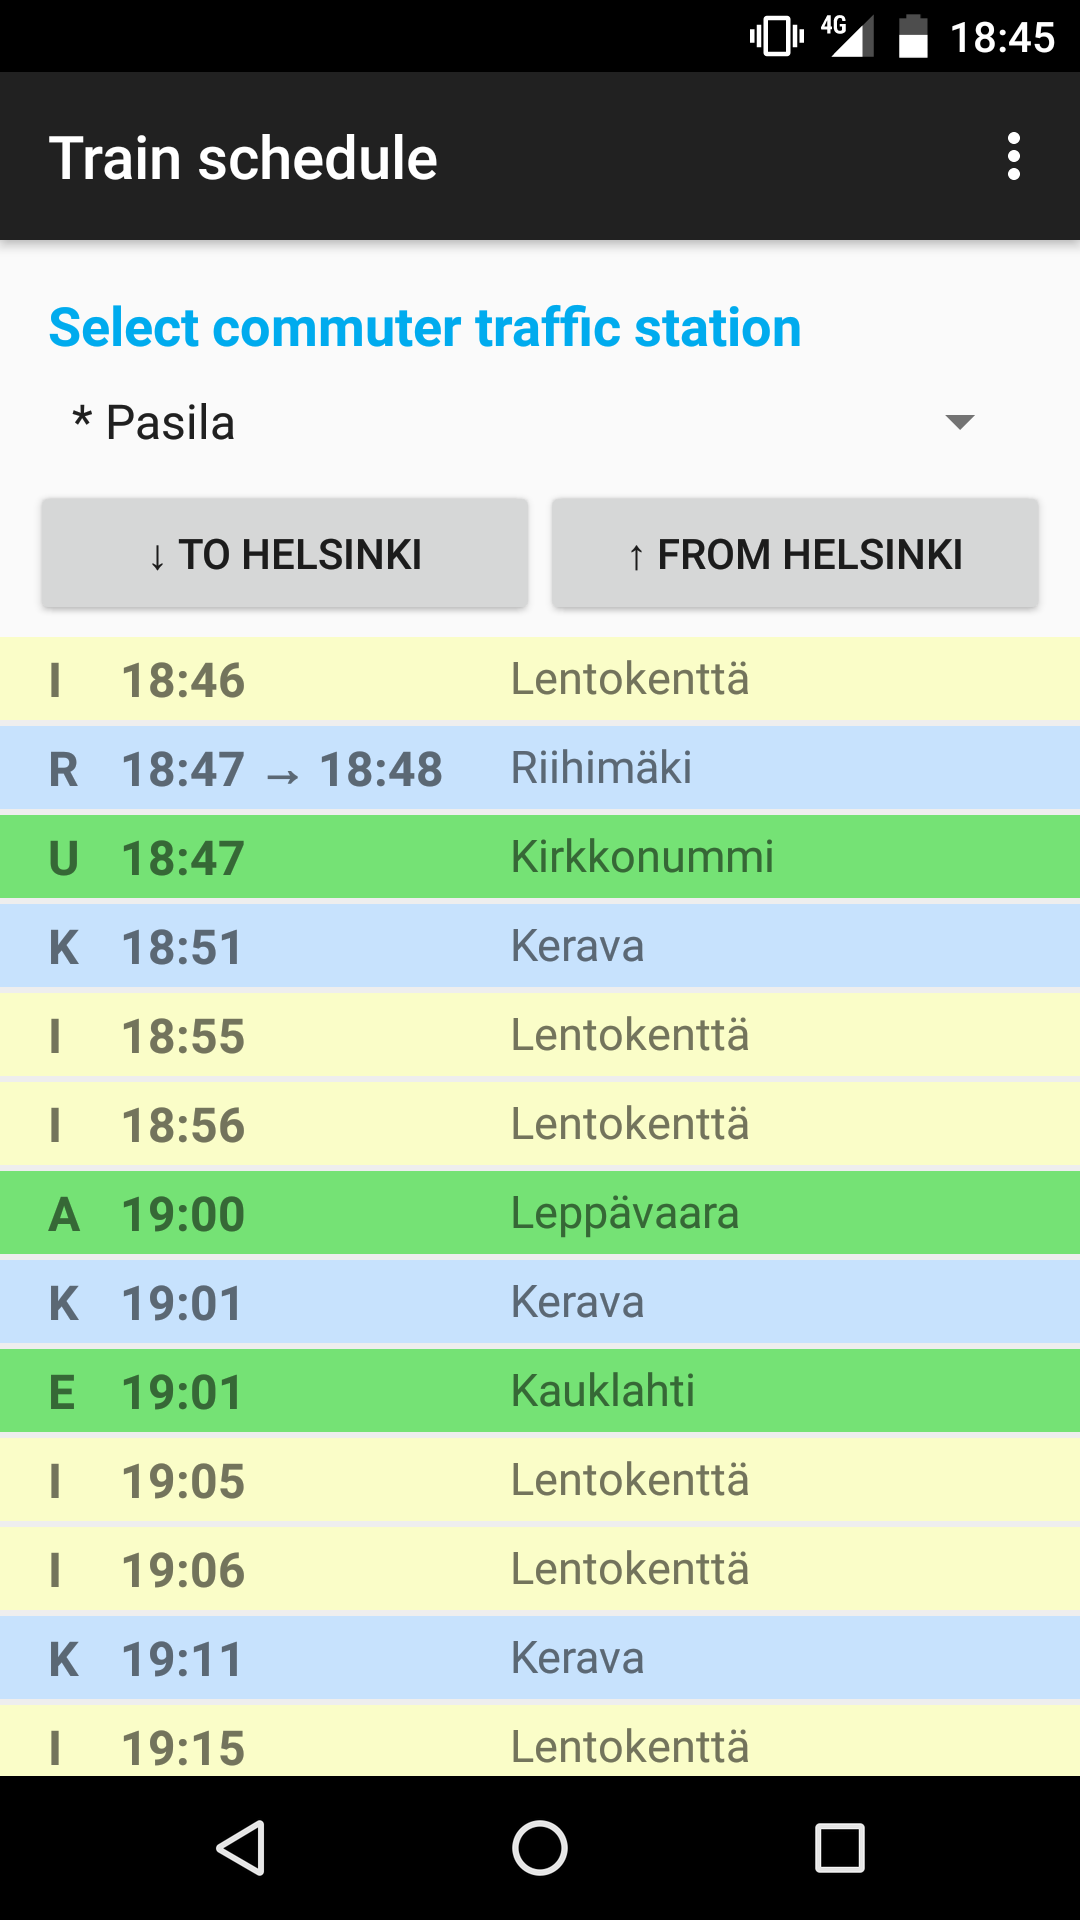 4G 18:45
Train schedule
Select commuter traffic station
* Pasila
↓ TO HELSINKI ↑ FROM HELSINKI
I 18:46 Lentokenttä
R 18:47 → 18:48 Riihimäki
U 18:47 Kirkkonummi
K 18:51 Kerava
I 18:55 Lentokenttä
I 18:56 Lentokenttä
A 19:00 Leppävaara
K 19:01 Kerava
E 19:01 Kauklahti
I 19:05 Lentokenttä
I 19:06 Lentokenttä
K 19:11 Kerava
I 19:15 Lentokenttä